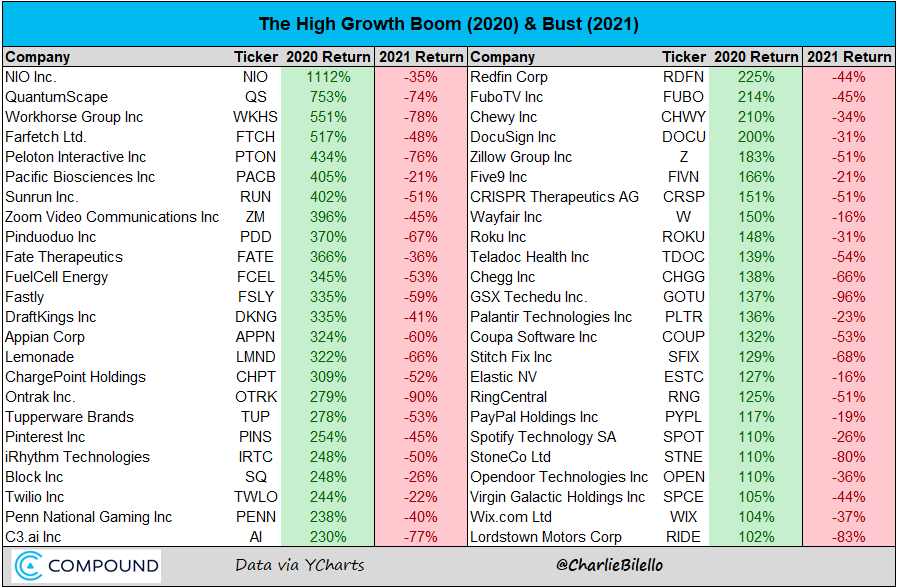 The High Growth Boom (2020) & Bust (2021)
Company Ticker 2020 Return 2021 Return Company Ticker 2020 Return 2021 Return
NIO Inc. NIO 1112% -35% Redfin Corp RDFN 225% -44%
QuantumScape QS 753% -74% FuboTV Inc FUBO 214% -45%
Workhorse Group Inc WKHS 551% -78% Chewy Inc CHWY 210% -34%
Farfetch Ltd. FTCH 517% -48% DocuSign Inc DOCU 200% -31%
Peloton Interactive Inc PTON 434% -76% Zillow Group Inc Z 183% -51%
Pacific Biosciences Inc PACB 405% -21% Five9 Inc FIVN 166% -21%
Sunrun Inc. RUN 402% -51% CRISPR Therapeutics AG CRSP 151% -51%
Zoom Video Communications Inc ZM 396% -45% Wayfair Inc W 150% -16%
Pinduoduo Inc PDD 370% -67% Roku Inc ROKU 148% -31%
Fate Therapeutics FATE 366% -36% Teladoc Health Inc TDOC 139% -54%
FuelCell Energy FCEL 345% -53% Chegg Inc CHGG 138% -66%
Fastly FSLY 335% -59% GSX Techedu Inc. GOTU 137% -96%
DraftKings Inc DKNG 335% -41% Palantir Technologies Inc PLTR 136% -23%
Appian Corp APPN 324% -60% Coupa Software Inc COUP 132% -53%
Lemonade LMND 322% -66% Stitch Fix Inc SFIX 129% -68%
ChargePoint Holdings CHPT 309% -52% Elastic NV ESTC 127% -16%
Ontrak Inc. OTRK 279% -90% RingCentral RNG 125% -51%
Tupperware Brands TUP 278% -53% PayPal Holdings Inc PYPL 117% -19%
Pinterest Inc PINS 254% -45% Spotify Technology SA SPOT 110% -26%
iRhythm Technologies IRTC 248% -50% StoneCo Ltd STNE 110% -80%
Block Inc SQ 248% -26% Opendoor Technologies Inc OPEN 110% -36%
Twilio Inc TWLO 244% -22% Virgin Galactic Holdings Inc SPCE 105% -44%
Penn National Gaming Inc PENN 238% -40% Wix.com Ltd WIX 104% -37%
C3.ai Inc AI 230% -77% Lordstown Motors Corp RIDE 102% -83%
COMPOUND Data via YCharts @CharlieBilello